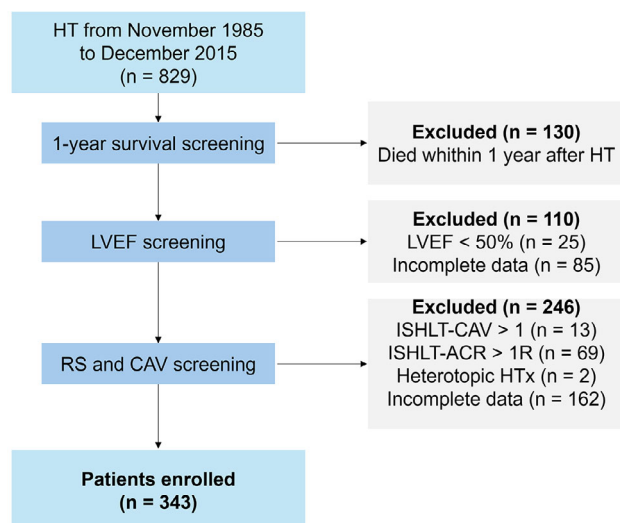 HT from November 1985
to December 2015
(n = 829)
1-year survival screening
Excluded (n = 130)
Died whithin 1 year after HT
LVEF screening
Excluded (n = 110)
LVEF < 50% (n = 25)
Incomplete data (n = 85)
RS and CAV screening
Excluded (n = 246)
ISHLT-CAV > 1 (n = 13)
ISHLT-ACR > 1R (n = 69)
Heterotopic HTx (n = 2)
Incomplete data (n = 162)
Patients enrolled
(n = 343)